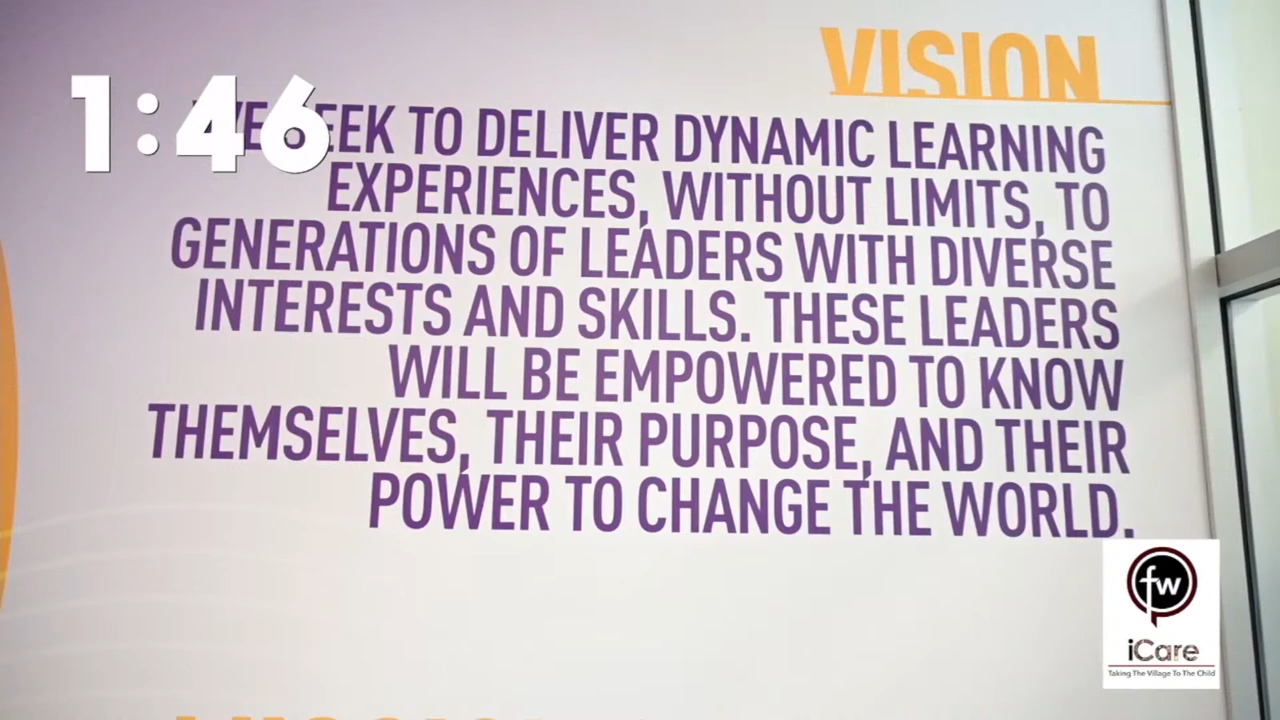 VISION
1:46
WE SEEK TO DELIVER DYNAMIC LEARNING
EXPERIENCES, WITHOUT LIMITS, TO
GENERATIONS OF LEADERS WITH DIVERSE
INTERESTS AND SKILLS. THESE LEADERS
WILL BE EMPOWERED TO KNOW
THEMSELVES, THEIR PURPOSE, AND THEIR
POWER TO CHANGE THE WORLD.
fw
iCare
Taking The Village To The Child